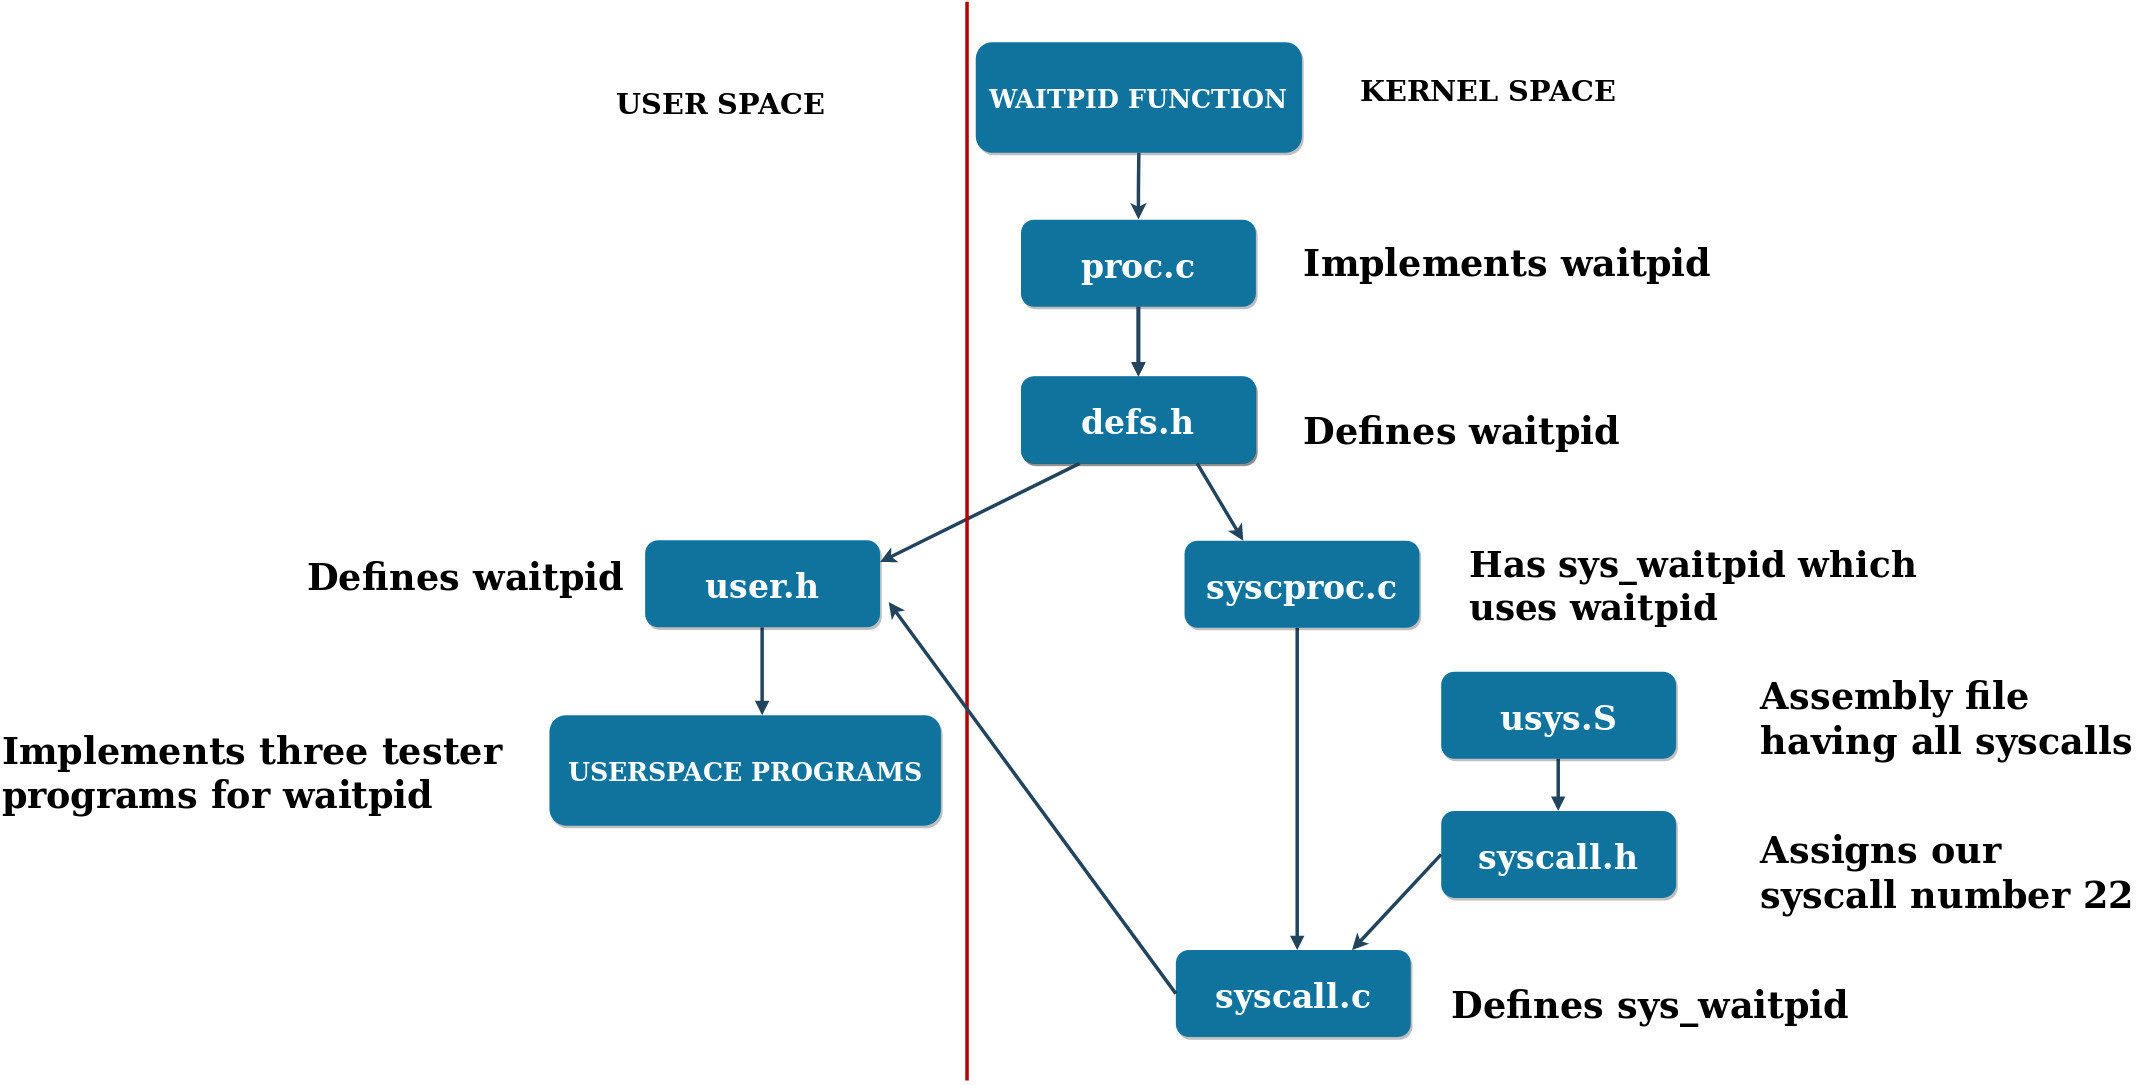 USER SPACE
WAITPID FUNCTION
KERNEL SPACE
proc.c
Implements waitpid
defs.h
Defines waitpid
Defines waitpid
user.h
syscproc.c
Has sys_waitpid which
uses waitpid
usys.S
Assembly file
having all syscalls
Implements three tester
programs for waitpid
USERSPACE PROGRAMS
syscall.h
Assigns our
syscall number 22
syscall.c
Defines sys_waitpid